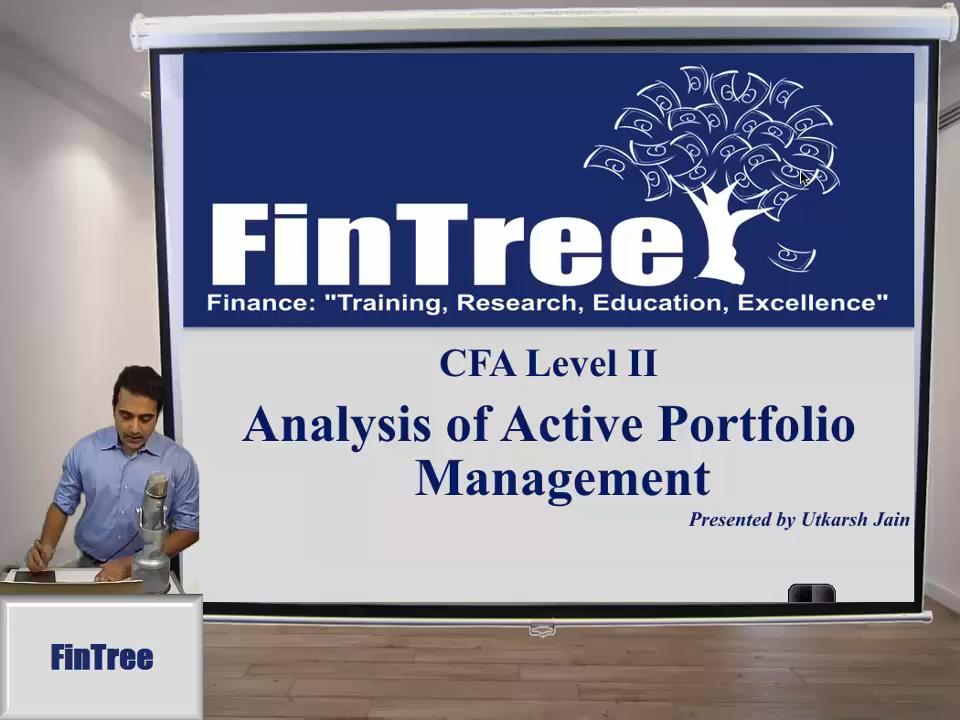 FinTree
Finance: "Training, Research, Education, Excellence"
CFA Level II
Analysis of Active Portfolio
Management
Presented by Utkarsh Jain
FinTree